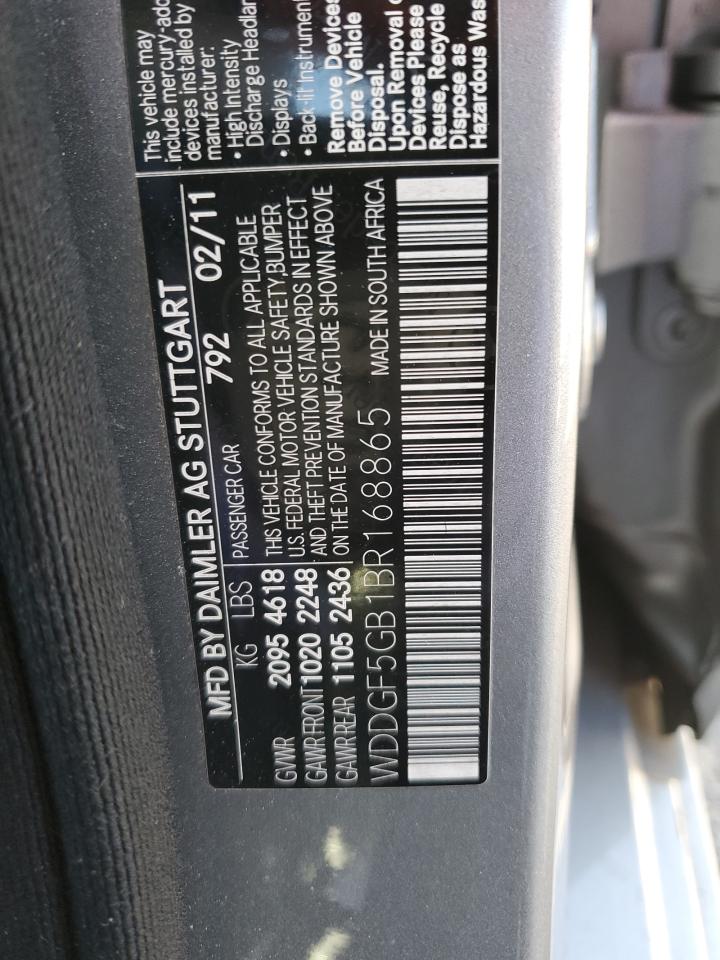 This vehicle may
include mercury-add
devices installed by
manufacturer:
• High Intensity
Discharge Headlar
• Displays
• Back-lit Instrument
Remove Devices
Before Vehicle
Disposal.
Upon Removal o
Devices Please
Reuse, Recycle
Dispose as
Hazardous Was
MFD BY DAIMLER AG STUTTGART
792 02/11
KG LBS PASSENGER CAR
GVWR 2095 4618
GAWR FRONT 1020 2248
GAWR REAR 1105 2436
THIS VEHICLE CONFORMS TO ALL APPLICABLE
U.S. FEDERAL MOTOR VEHICLE SAFETY,BUMPER
AND THEFT PREVENTION STANDARDS IN EFFECT
ON THE DATE OF MANUFACTURE SHOWN ABOVE
WDDGF5GB1BR168865 MADE IN SOUTH AFRICA